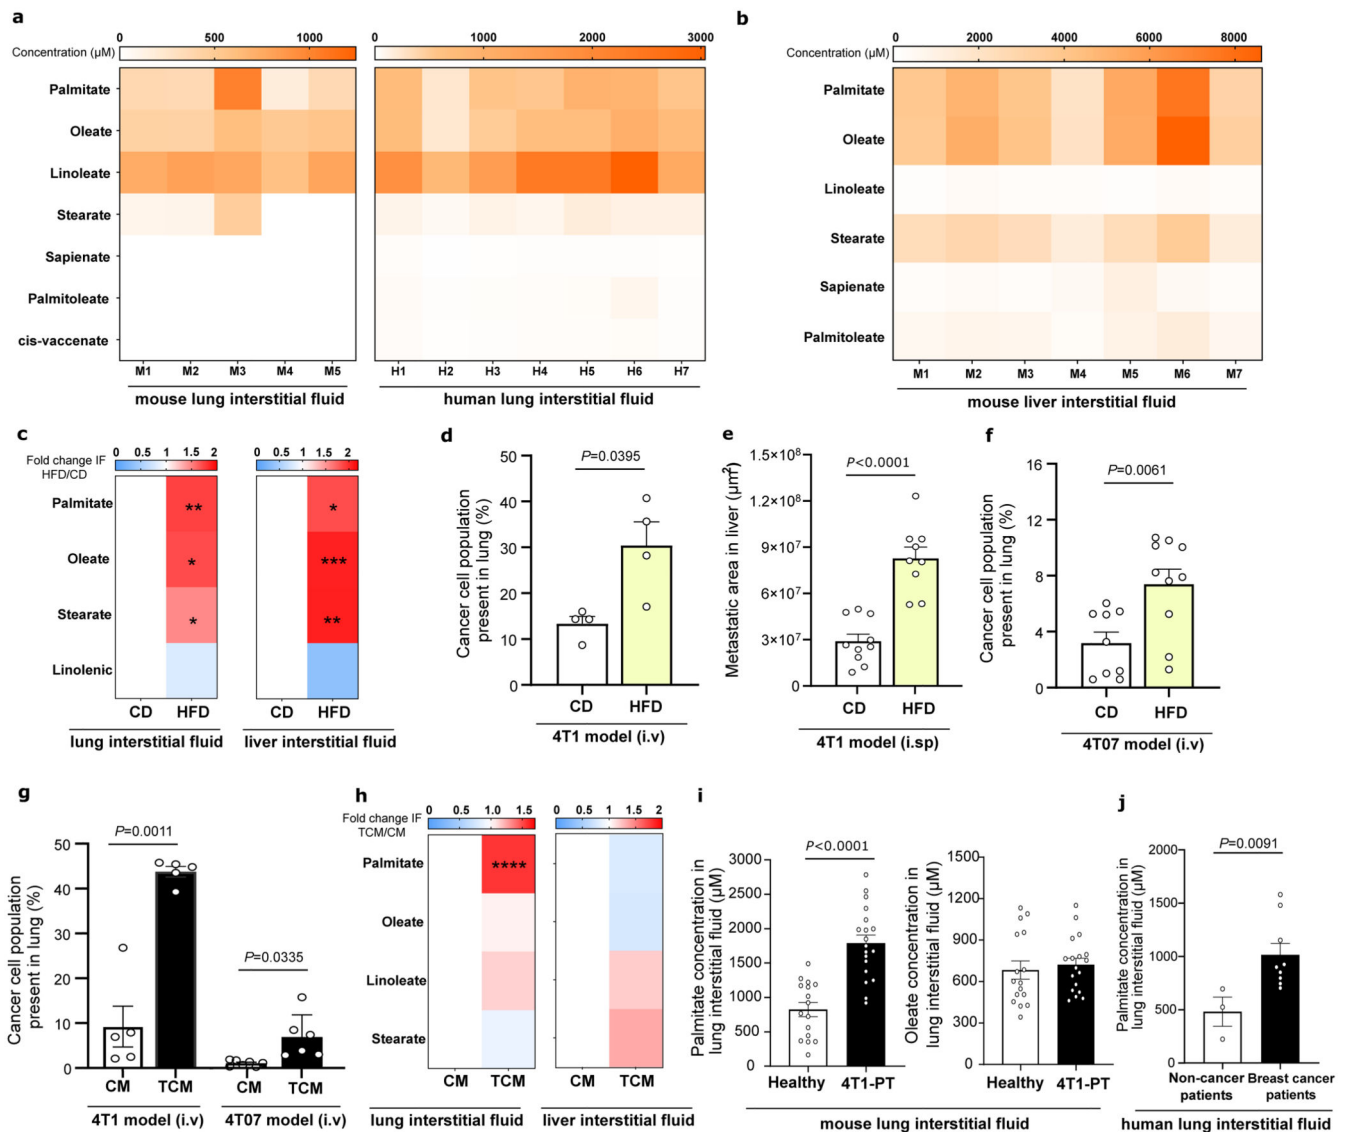 a
0 500 1000
Concentration (µM)
0 1000 2000 3000
Palmitate
Oleate
Linoleate
Stearate
Sapienate
Palmitoleate
cis-vaccenate
M1 M2 M3 M4 M5
mouse lung interstitial fluid
H1 H2 H3 H4 H5 H6 H7
human lung interstitial fluid
b
0 2000 4000 6000 8000
Concentration (µM)
Palmitate
Oleate
Linoleate
Stearate
Sapienate
Palmitoleate
M1 M2 M3 M4 M5 M6 M7
mouse liver interstitial fluid
c
Fold change IF
HFD/CD
0 0.5 1 1.5 2
0 0.5 1 1.5 2
Palmitate ** *
Oleate * ***
Stearate * **
Linolenic
CD HFD
CD HFD
lung interstitial fluid
liver interstitial fluid
d
Cancer cell population
present in lung (%)
50
40
30
20
10
0
P=0.0395
CD HFD
4T1 model (i.v)
e
Metastatic area in liver (µm²)
1.5×10⁸
1.2×10⁸
9×10⁷
6×10⁷
3×10⁷
0
P<0.0001
CD HFD
4T1 model (i.sp)
f
Cancer cell population
present in lung (%)
16
12
8
4
0
P=0.0061
CD HFD
4T07 model (i.v)
g
Cancer cell population
present in lung (%)
50
40
30
20
10
0
P=0.0011
P=0.0335
CM TCM CM TCM
4T1 model (i.v) 4T07 model (i.v)
h
Fold change IF
TCM/CM
0 0.5 1.0 1.5
0 0.5 1 1.5 2
Palmitate ****
Oleate
Linoleate
Stearate
CM TCM
CM TCM
lung interstitial fluid
liver interstitial fluid
i
Palmitate concentration in
lung interstitial fluid (µM)
3000
2500
2000
1500
1000
500
0
P<0.0001
Healthy 4T1-PT
Oleate concentration in
lung interstitial fluid (µM)
1500
1200
900
600
300
0
Healthy 4T1-PT
mouse lung interstitial fluid
j
Palmitate concentration in
lung interstitial fluid (µM)
2000
1500
1000
500
0
P=0.0091
Non-cancer Breast cancer
patients patients
human lung interstitial fluid